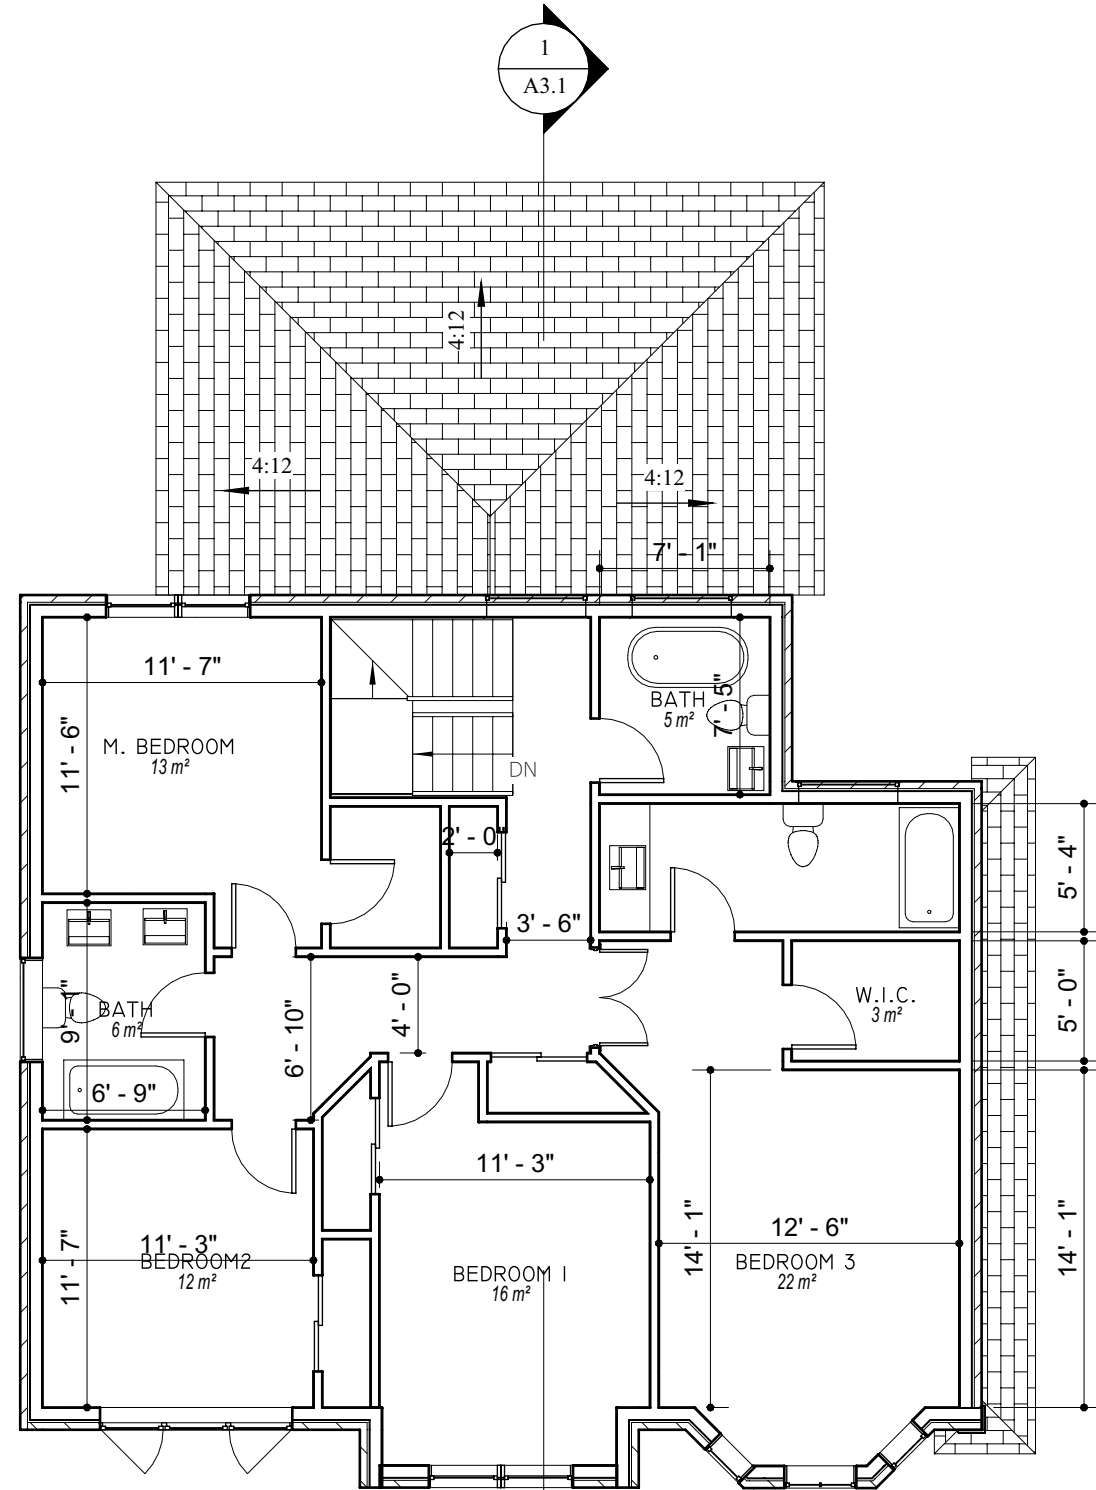 1
A3.1
4:12
4:12
4:12
7' - 1"
11' - 7"
11' - 6"
M. BEDROOM
13 m²
BATH
5 m²
7' - 5"
DN
2' - 0"
3' - 6"
5' - 4"
BATH
6 m²
9' - 1"
6' - 9"
6' - 10"
4' - 0"
W.I.C.
3 m²
5' - 0"
11' - 3"
11' - 7"
11' - 3"
BEDROOM2
12 m²
BEDROOM 1
16 m²
14' - 1"
12' - 6"
BEDROOM 3
22 m²
14' - 1"